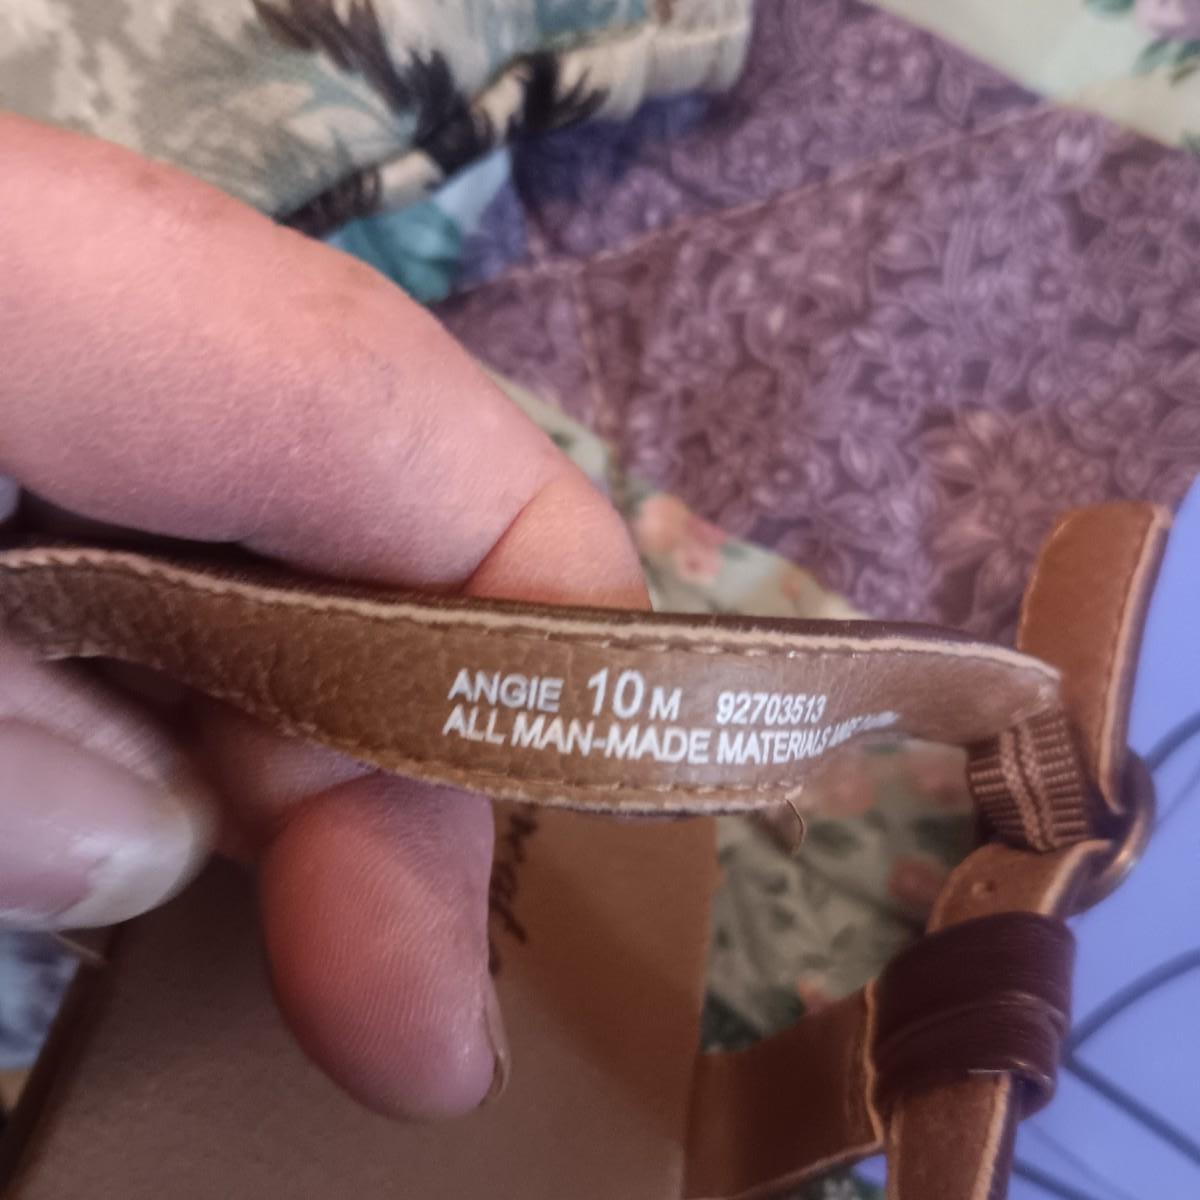 ANGIE 10 M 92703513
ALL MAN-MADE MATERIALS